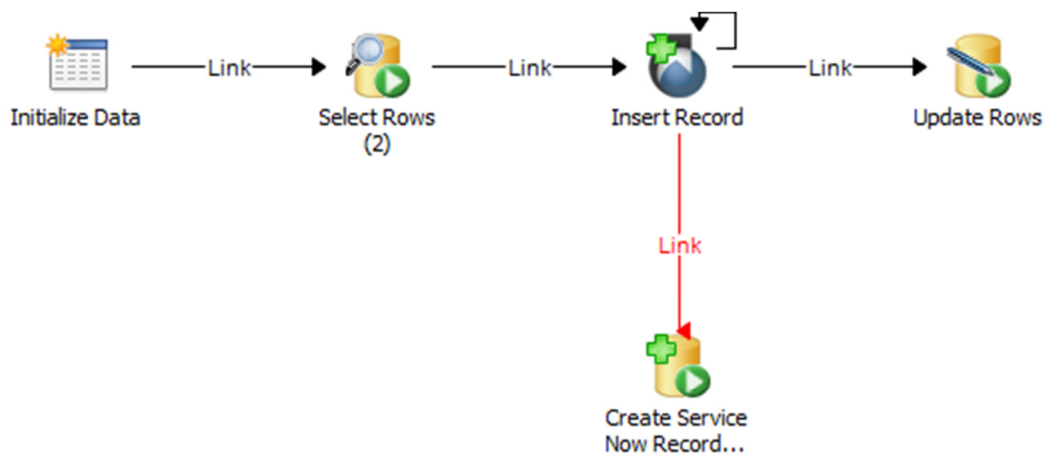 Link
Link
Link
Initialize Data
Select Rows
(2)
Insert Record
Update Rows
Link
Create Service
Now Record...